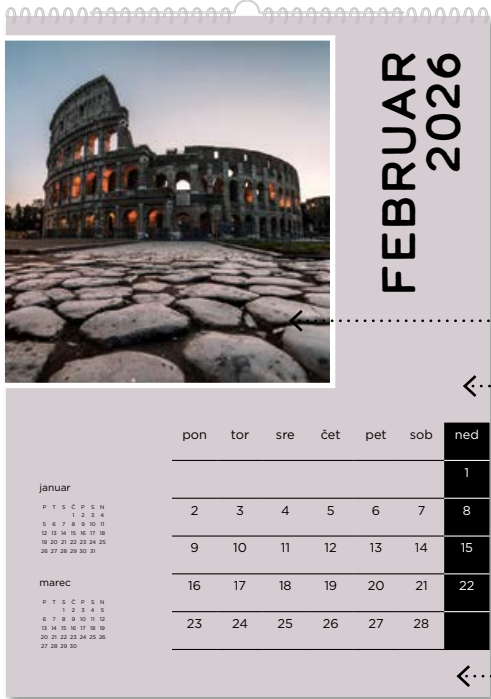 FEBRUAR
2026
pon tor sre čet pet sob ned
1
2 3 4 5 6 7 8
9 10 11 12 13 14 15
16 17 18 19 20 21 22
23 24 25 26 27 28
januar
P T S Č P S N
1 2 3 4
5 6 7 8 9 10 11
12 13 14 15 16 17 18
19 20 21 22 23 24 25
26 27 28 29 30 31
marec
P T S Č P S N
1 2 3 4 5
6 7 8 9 10 11 12
13 14 15 16 17 18 19
20 21 22 23 24 25 26
27 28 29 30